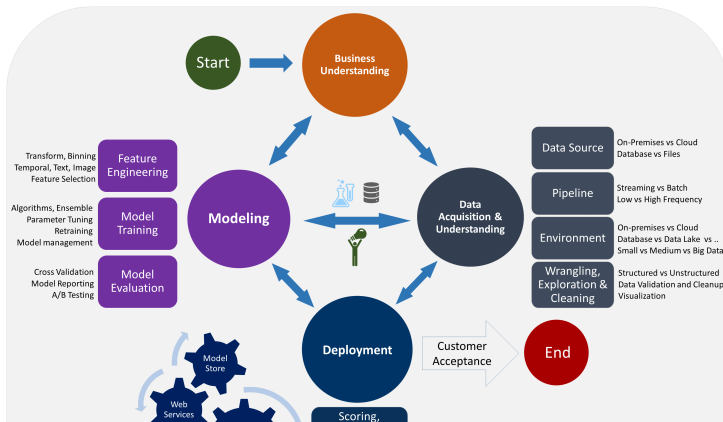 Start
Business
Understanding
Feature
Engineering
Transform, Binning
Temporal, Text, Image
Feature Selection
Model
Training
Algorithms, Ensemble
Parameter Tuning
Retraining
Model management
Model
Evaluation
Cross Validation
Model Reporting
A/B Testing
Modeling
Data
Acquisition &
Understanding
Data Source
On-Premises vs Cloud
Database vs Files
Pipeline
Streaming vs Batch
Low vs High Frequency
Environment
On-premises vs Cloud
Database vs Data Lake vs ..
Small vs Medium vs Big Data
Wrangling,
Exploration &
Cleaning
Structured vs Unstructured
Data Validation and Cleanup
Visualization
Deployment
Customer
Acceptance
End
Model
Store
Web
Services
Scoring,